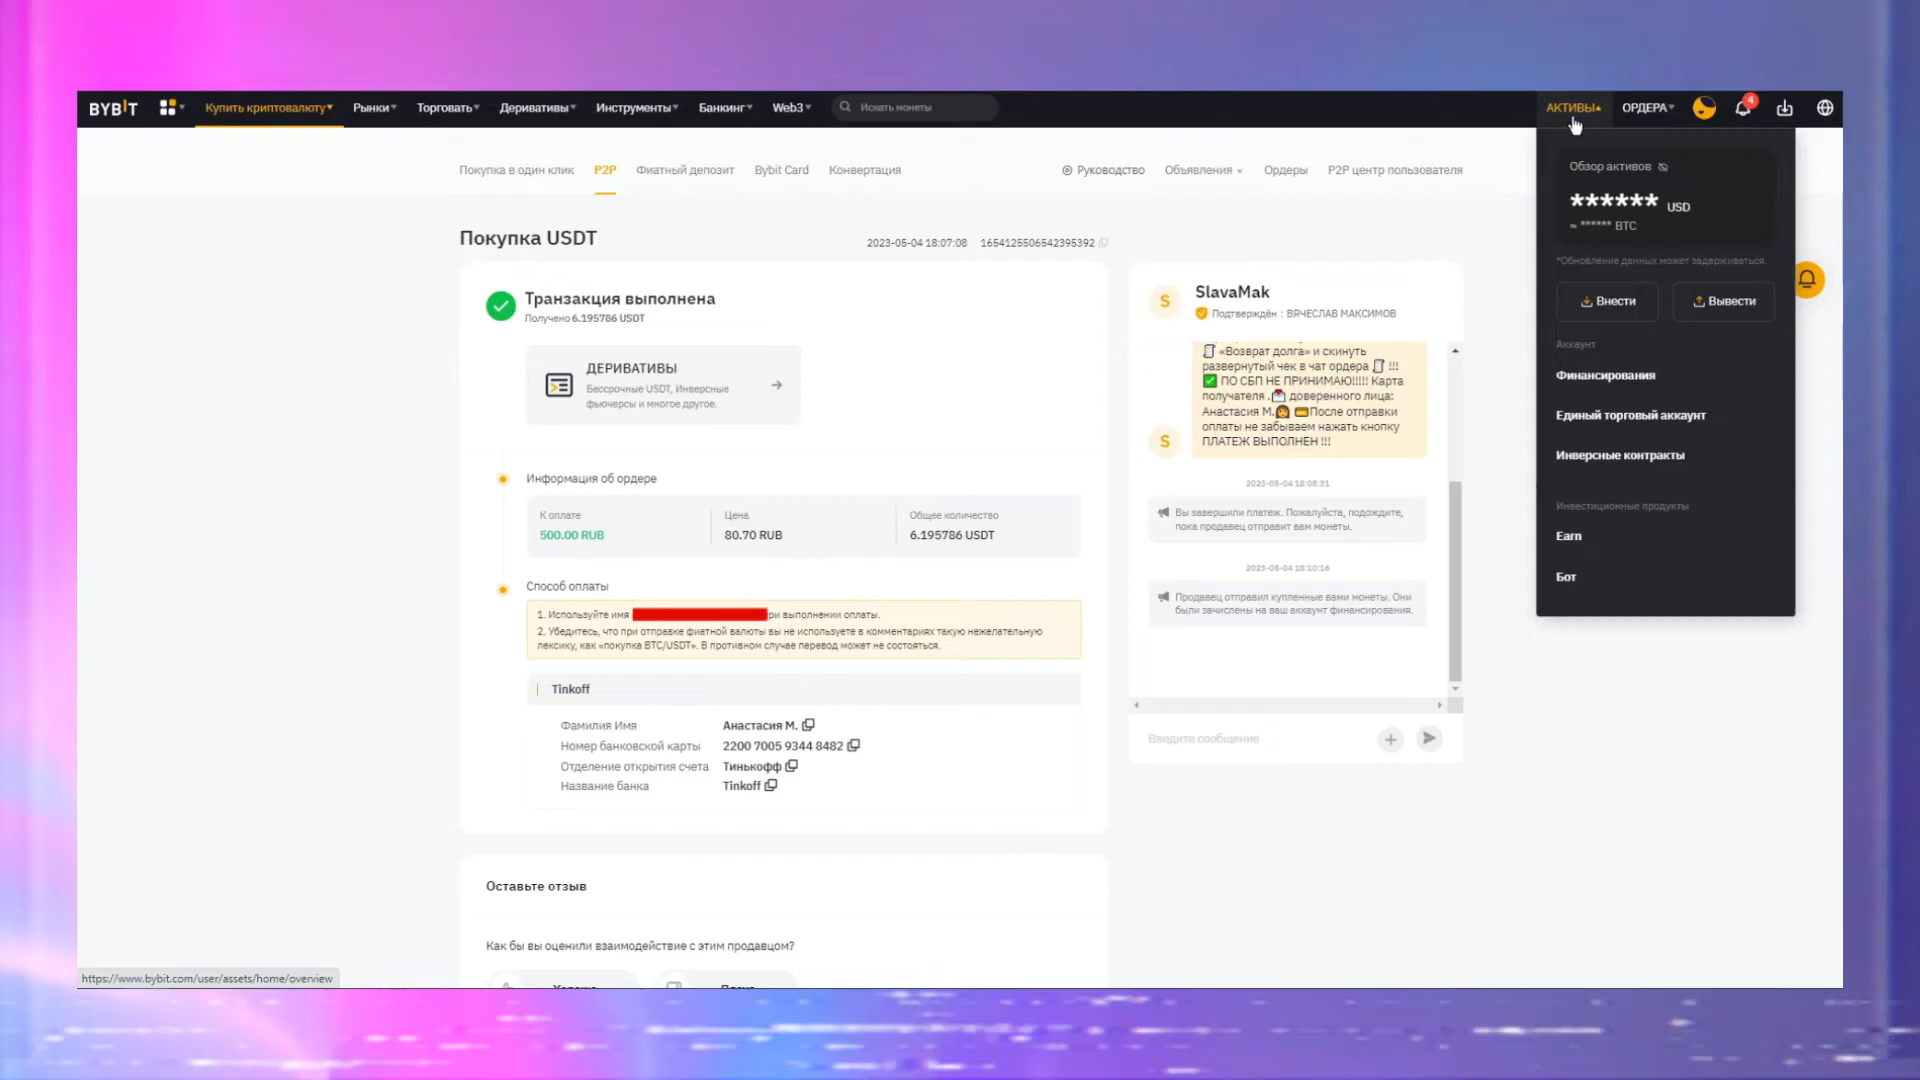 BYBIT
Купить криптовалюту
Рынки
Торговать
Деривативы
Инструменты
Банкинг
Web3
Искать монеты
АКТИВЫ
ОРДЕРА
4
Покупка в один клик
P2P
Фиатный депозит
Bybit Card
Конвертация
Руководство
Объявления
Ордеры
P2P центр пользователя
Покупка USDT
2023-05-04 18:07:08
1654125506542395392
Транзакция выполнена
Получено 6.195786 USDT
ДЕРИВАТИВЫ
Бессрочные USDT, Инверсные
фьючерсы и многое другое.
Информация об ордере
К оплате
500.00 RUB
Цена
80.70 RUB
Общее количество
6.195786 USDT
Способ оплаты
1. Используйте имя ри выполнении оплаты.
2. Убедитесь, что при отправке фиатной валюты вы не используете в комментариях такую нежелательную
лексику, как «покупка BTC/USDT». В противном случае перевод может не состояться.
Tinkoff
Фамилия Имя Анастасия М.
Номер банковской карты 2200 7005 9344 8482
Отделение открытия счета Тинькофф
Название банка Tinkoff
Оставьте отзыв
Как бы вы оценили взаимодействие с этим продавцом?
Хорошо
Плохо
S
SlavaMak
Подтверждён : ВЯЧЕСЛАВ МАКСИМОВ
«Возврат долга» и скинуть
развернутый чек в чат ордера !!!
ПО СБП НЕ ПРИНИМАЮ!!!!! Карта
получателя . доверенного лица:
Анастасия М. После отправки
оплаты не забываем нажать кнопку
ПЛАТЕЖ ВЫПОЛНЕН !!!
S
2023-05-04 18:08:31
Вы завершили платеж. Пожалуйста, подождите,
пока продавец отправит вам монеты.
2023-05-04 18:10:16
Продавец отправил купленные вами монеты. Они
были зачислены на ваш аккаунт финансирования.
Введите сообщение
Обзор активов
****** USD
≈ ****** BTC
*Обновление данных может задерживаться.
Внести
Вывести
Аккаунт
Финансирования
Единый торговый аккаунт
Инверсные контракты
Инвестиционные продукты
Earn
Бот
https://www.bybit.com/user/assets/home/overview